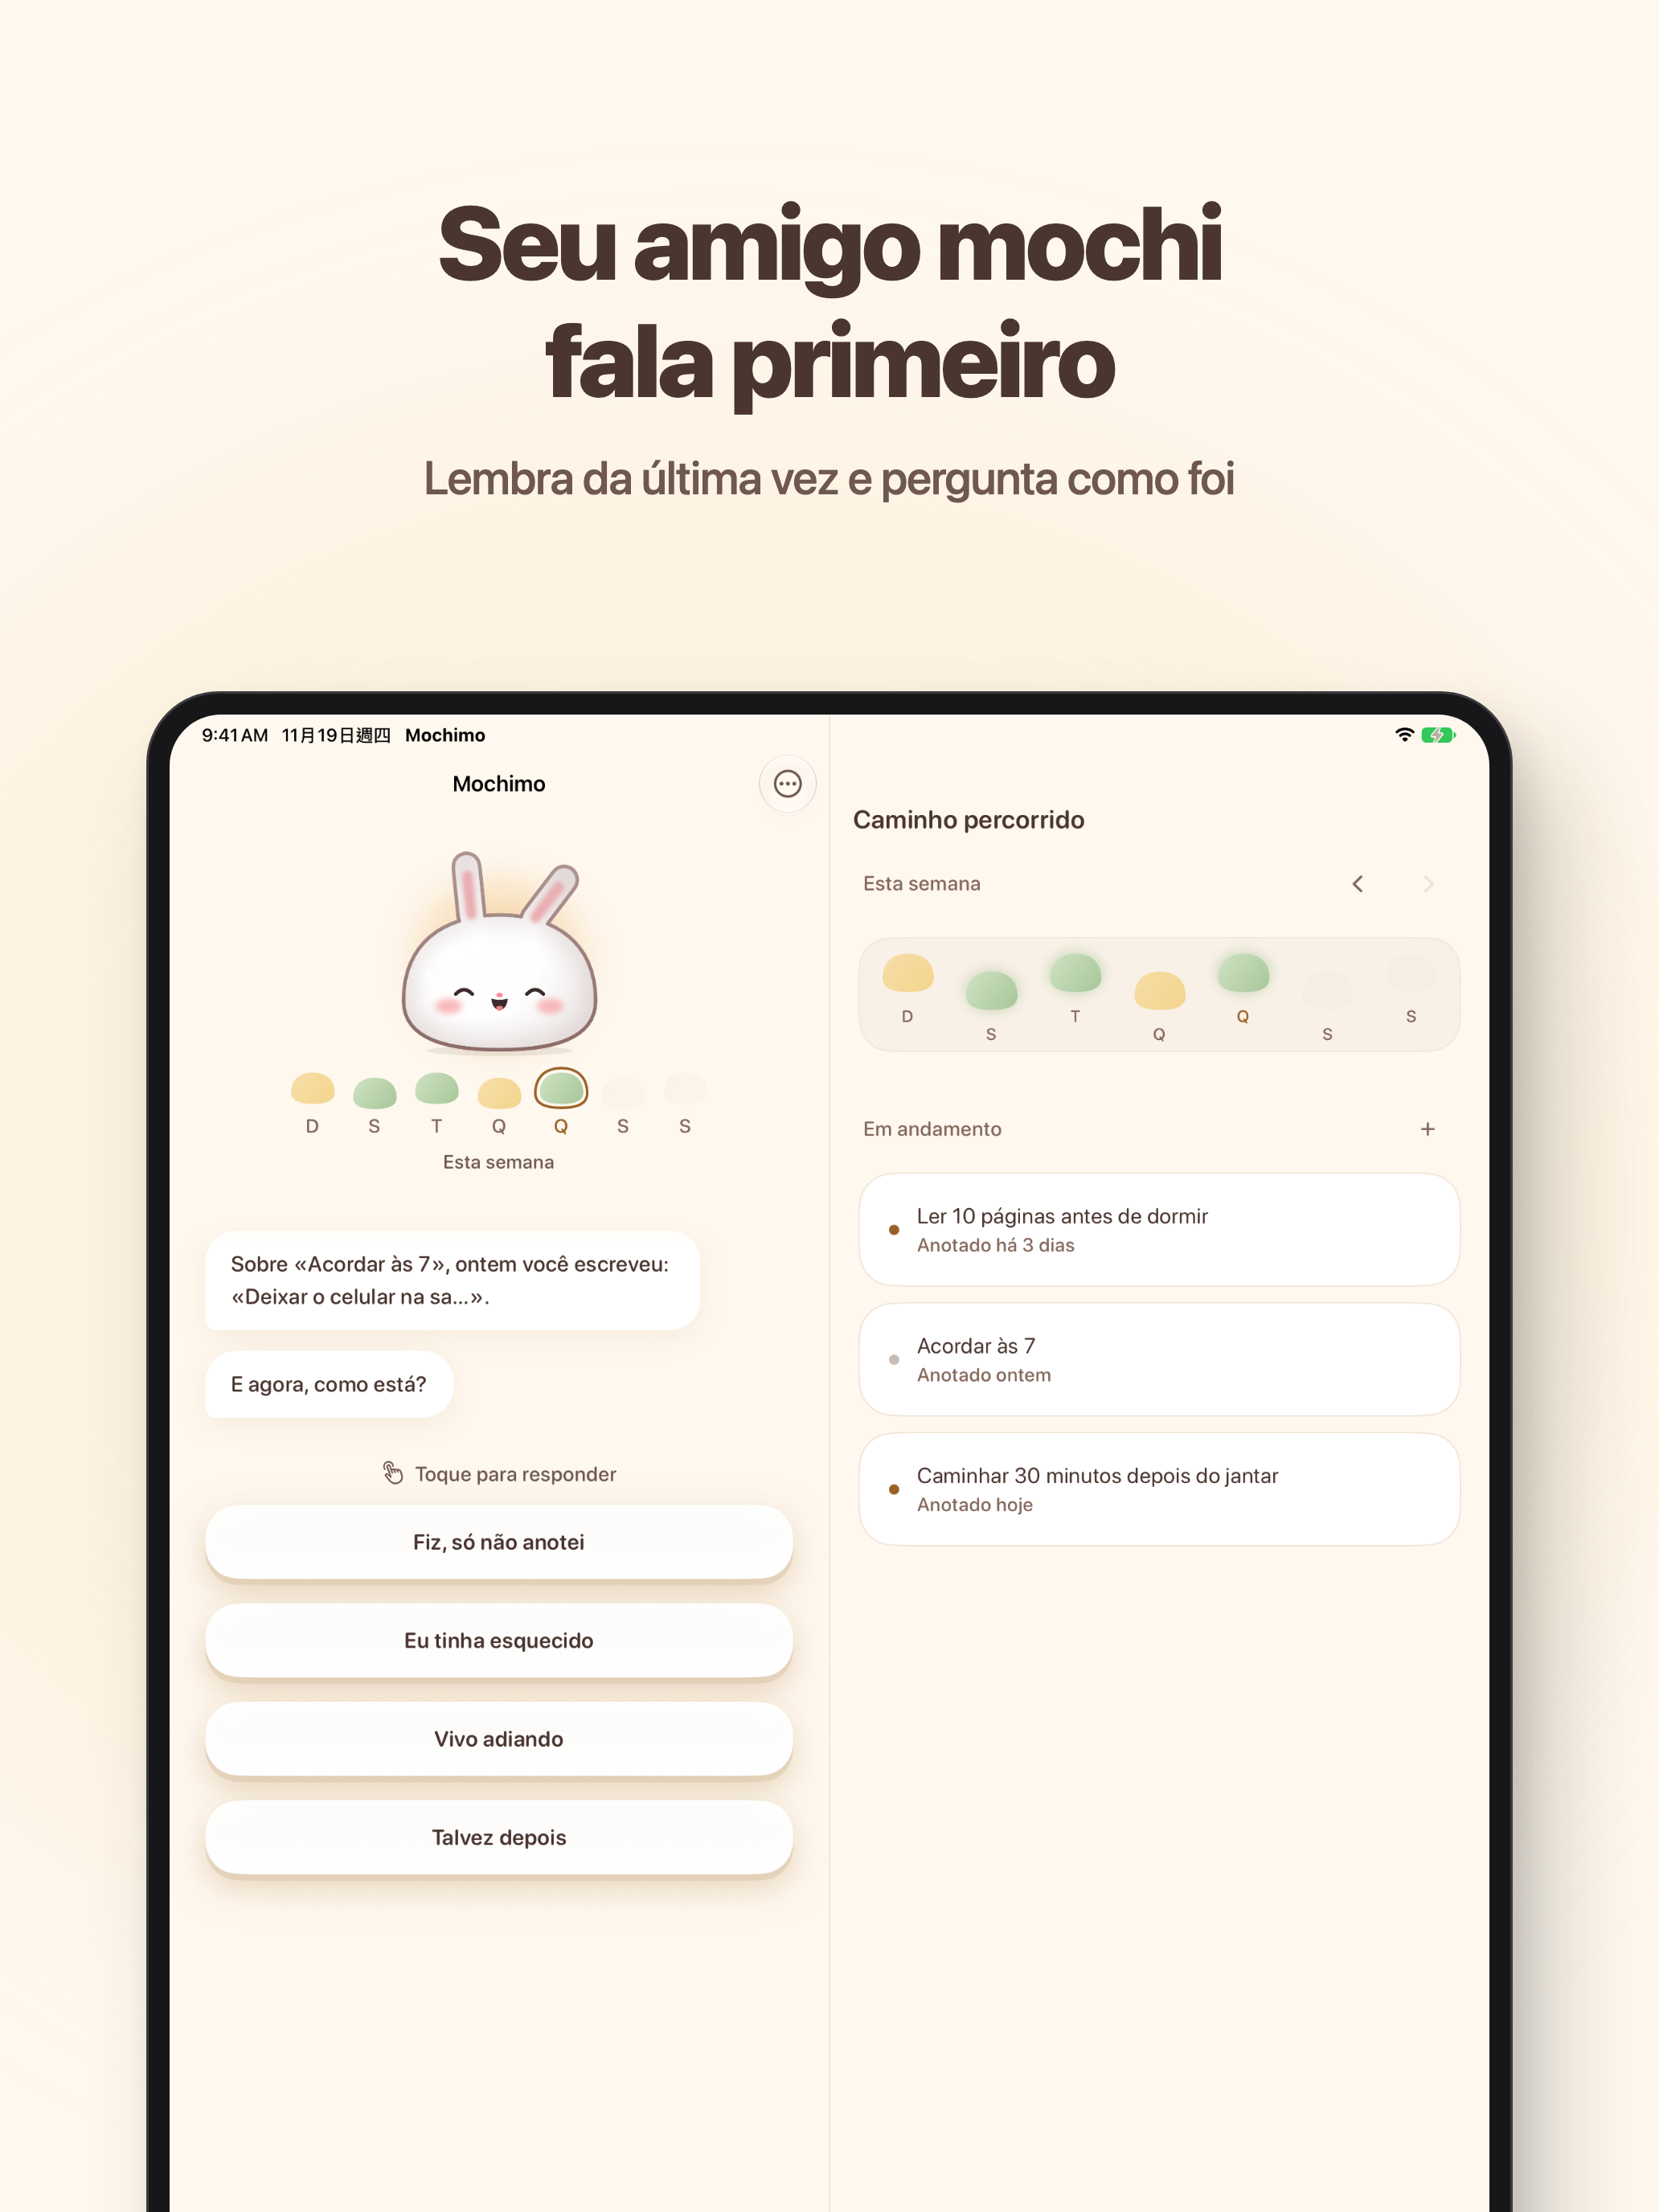 Seu amigo mochi
fala primeiro
Lembra da última vez e pergunta como foi
9:41 AM 11月19日週四 Mochimo
Mochimo
D S T Q Q S S
Esta semana
Sobre «Acordar às 7», ontem você escreveu:
«Deixar o celular na sa...».
E agora, como está?
Toque para responder
Fiz, só não anotei
Eu tinha esquecido
Vivo adiando
Talvez depois
Caminho percorrido
Esta semana
D S T Q Q S S
Em andamento
Ler 10 páginas antes de dormir
Anotado há 3 dias
Acordar às 7
Anotado ontem
Caminhar 30 minutos depois do jantar
Anotado hoje